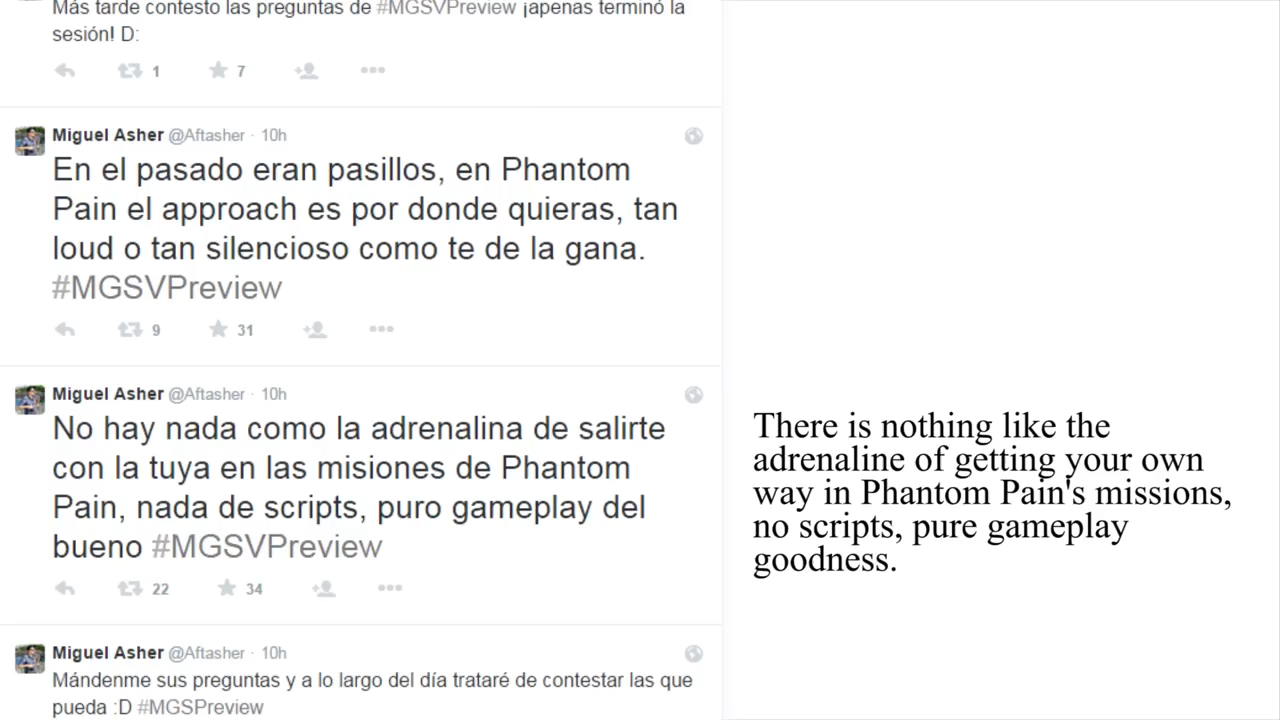 Más tarde contesto las preguntas de #MGSVPreview ¡apenas terminó la
sesión! D:
1 7
Miguel Asher @Aftasher · 10h
En el pasado eran pasillos, en Phantom
Pain el approach es por donde quieras, tan
loud o tan silencioso como te de la gana.
#MGSVPreview
9 31
Miguel Asher @Aftasher · 10h
No hay nada como la adrenalina de salirte
con la tuya en las misiones de Phantom
Pain, nada de scripts, puro gameplay del
bueno #MGSVPreview
22 34
Miguel Asher @Aftasher · 10h
Mándenme sus preguntas y a lo largo del día trataré de contestar las que
pueda :D #MGSPreview
There is nothing like the
adrenaline of getting your own
way in Phantom Pain's missions,
no scripts, pure gameplay
goodness.